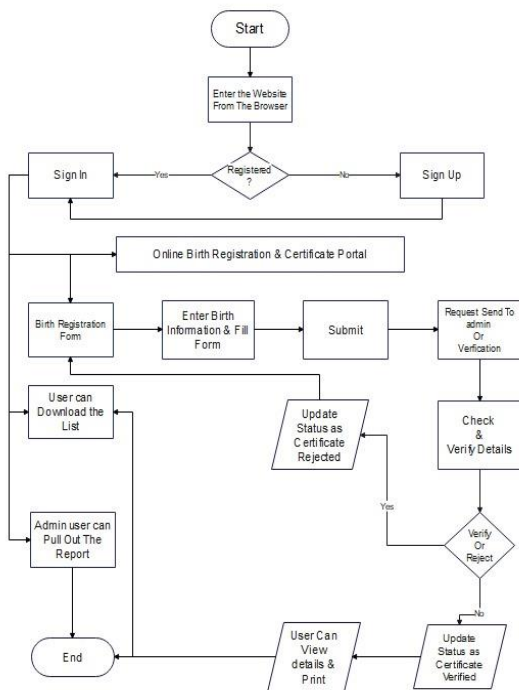 Start
Enter the Website
From The Browser
Registered
?
Yes
No
Sign In
Sign Up
Online Birth Registration & Certificate Portal
Birth Registration
Form
Enter Birth
Information & Fill
Form
Submit
Request Send To
admin
Or
Verfication
User can
Download the
List
Update
Status as
Certificate
Rejected
Check
&
Verify Details
Yes
Admin user can
Pull Out The
Report
Verify
Or
Reject
No
End
User Can
View
details &
Print
Update
Status as
Certificate
Verified